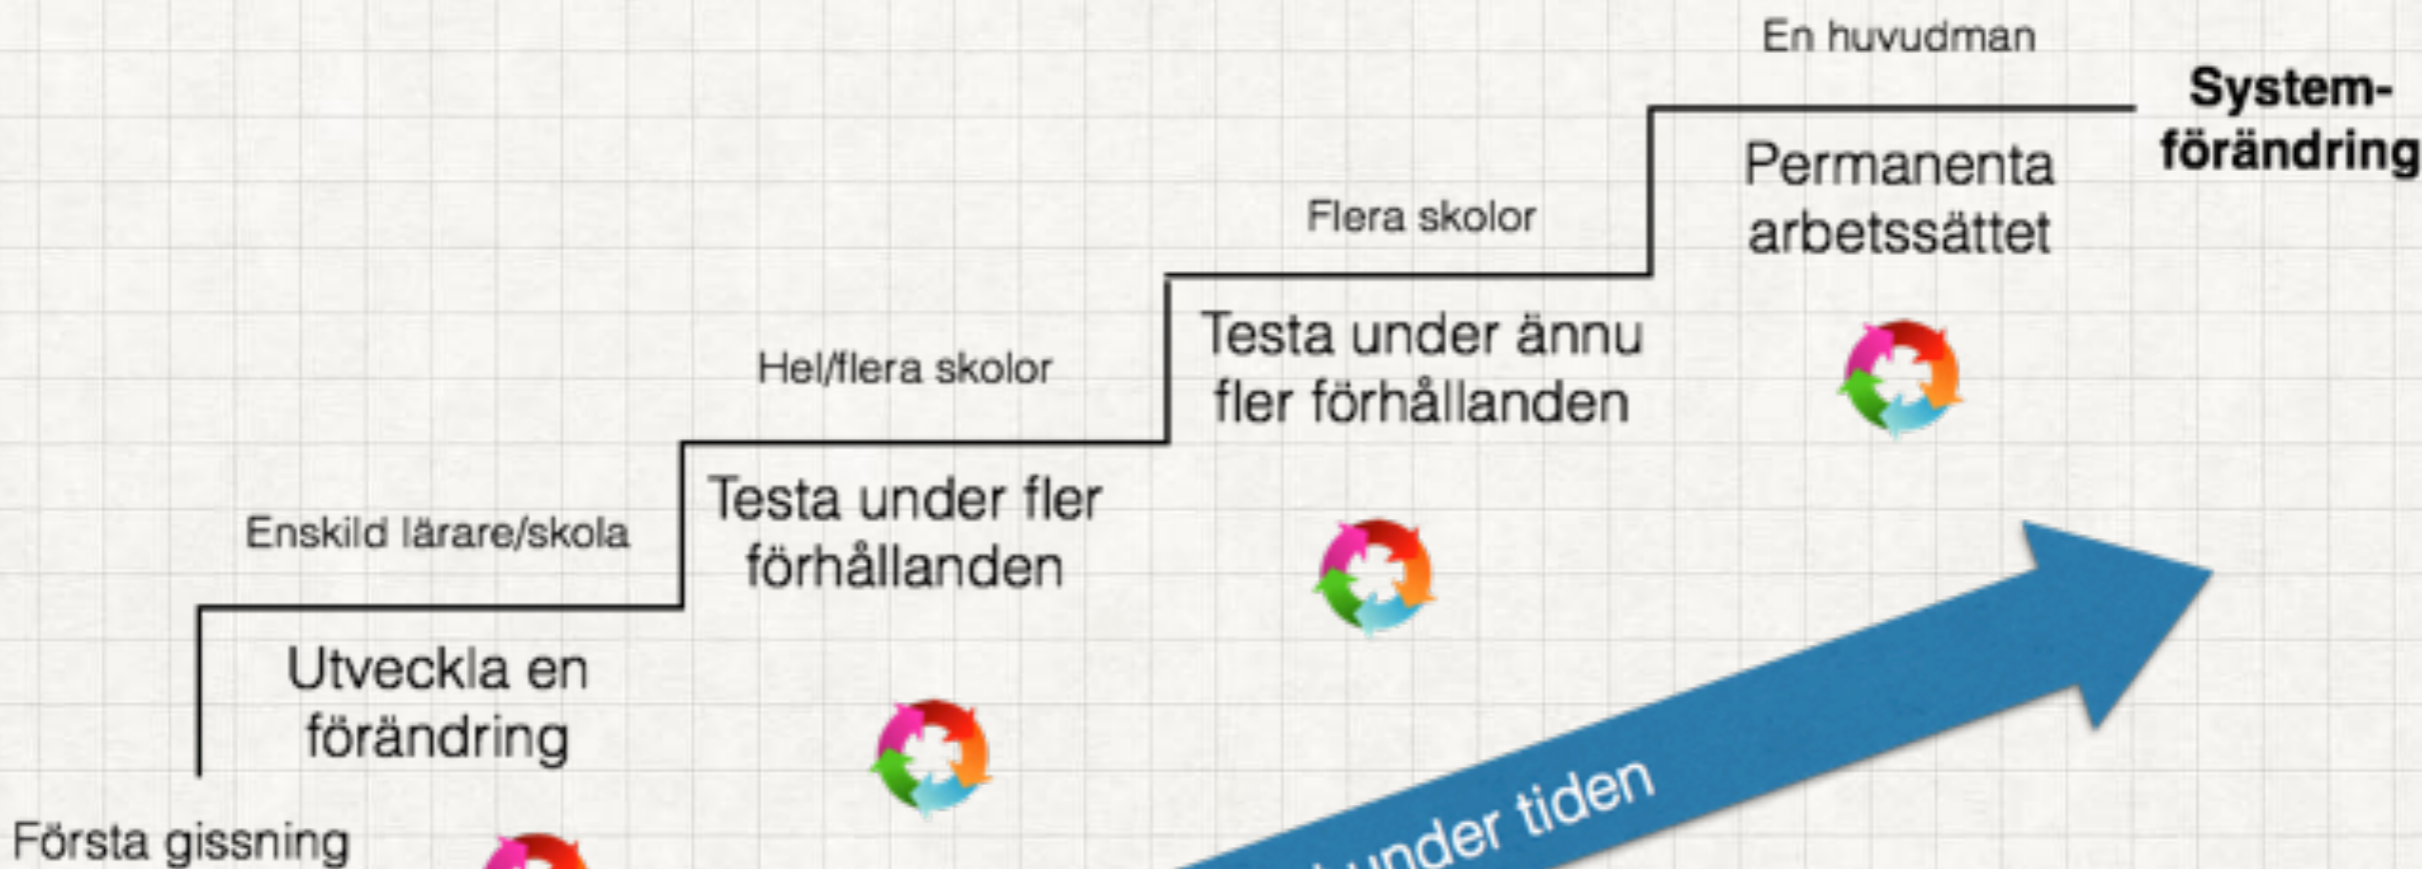 En huvudman
System-
förändring
Permanenta
arbetssättet
Flera skolor
Testa under ännu
fler förhållanden
Hel/flera skolor
Testa under fler
förhållanden
Enskild lärare/skola
Utveckla en
förändring
Första gissning
under tiden